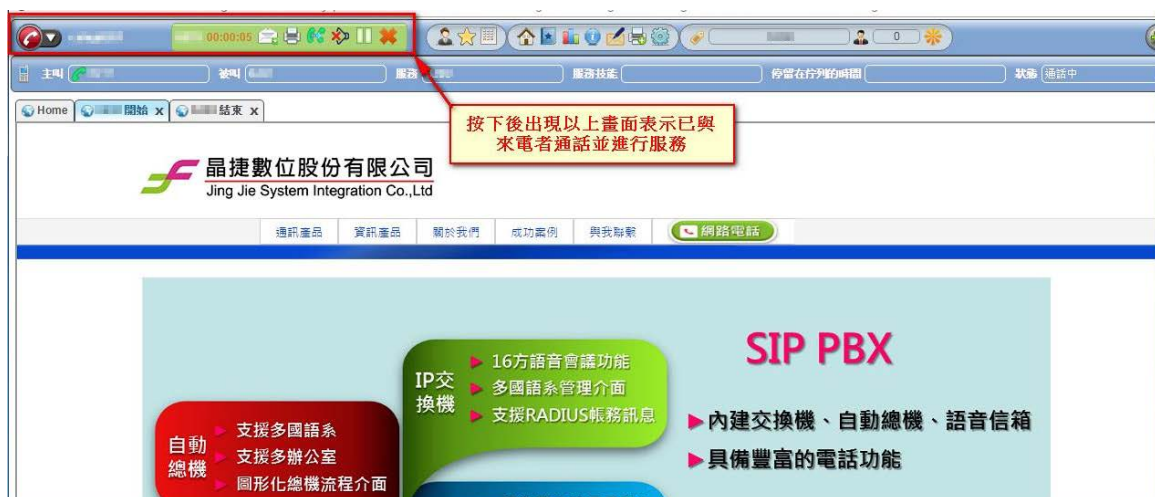 00:00:05
0
主叫
被叫
服務
服務技能
停留在佇列的時間
狀態 通話中
Home
開始 x
結束 x
按下後出現以上畫面表示已與
來電者通話並進行服務
晶捷數位股份有限公司
Jing Jie System Integration Co.,Ltd
通訊產品
資訊產品
關於我們
成功案例
與我聯繫
網路電話
SIP PBX
IP交
換機
16方語音會議功能
多國語系管理介面
支援RADIUS帳務訊息
內建交換機、自動總機、語音信箱
具備豐富的電話功能
自動
總機
支援多國語系
支援多辦公室
圖形化總機流程介面